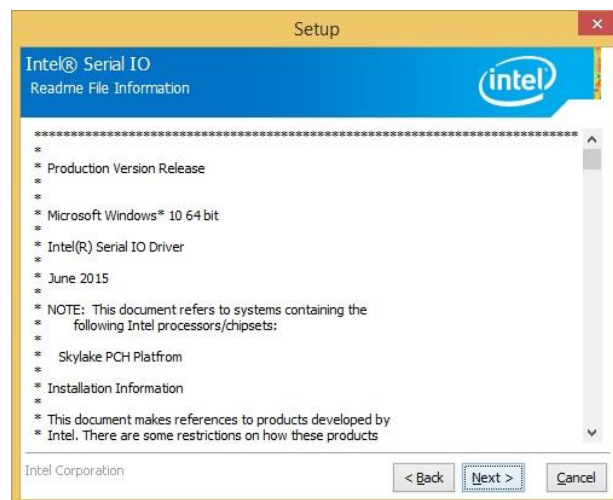 Setup
Intel® Serial IO
Readme File Information
intel
******************************************************************************
*
* Production Version Release
*
*
* Microsoft Windows* 10 64 bit
*
* Intel(R) Serial IO Driver
*
* June 2015
*
* NOTE:  This document refers to systems containing the
*       following Intel processors/chipsets:
*
*    Skylake PCH Platfrom
*
* Installation Information
*
* This document makes references to products developed by
* Intel. There are some restrictions on how these products
Intel Corporation
< Back
Next >
Cancel